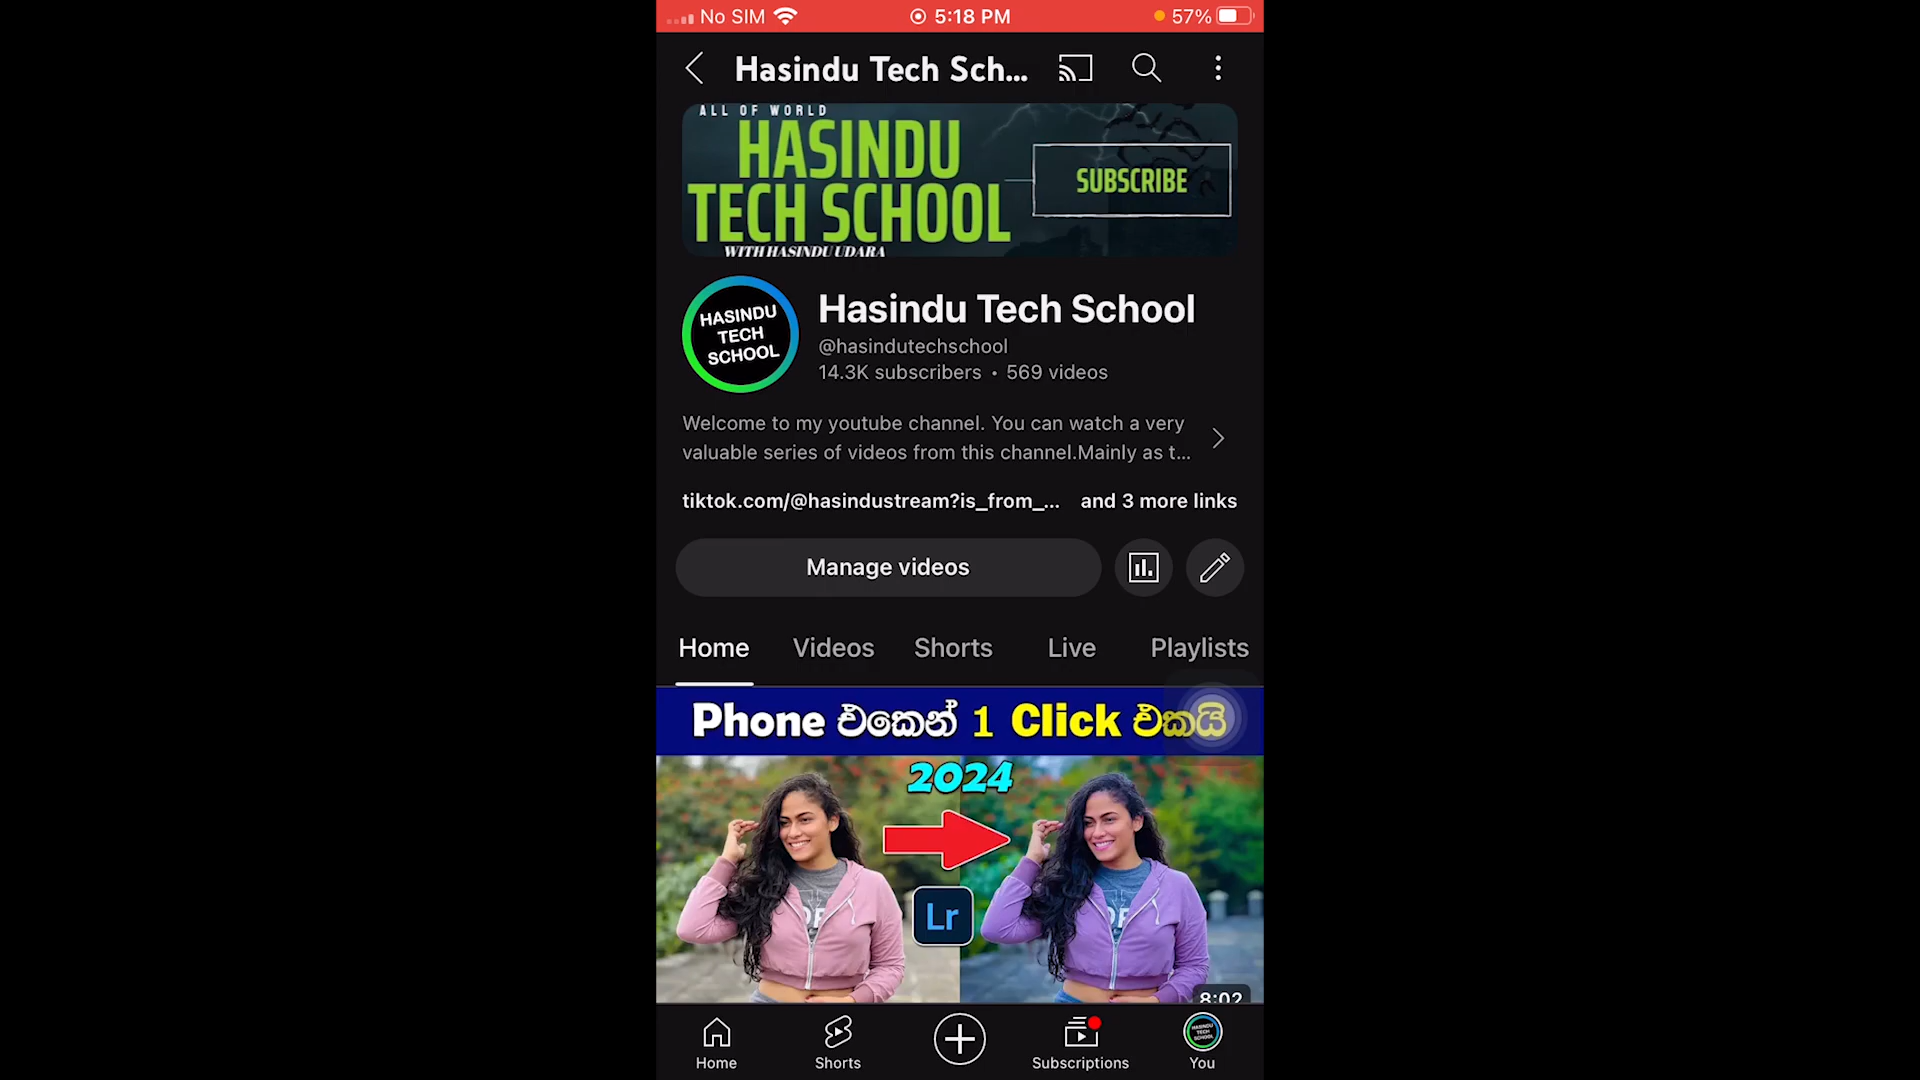 No SIM 5:18 PM 57%
Hasindu Tech Sch...
ALL OF WORLD
HASINDU
TECH SCHOOL
WITH HASINDU UDARA
SUBSCRIBE
HASINDU
TECH
SCHOOL
Hasindu Tech School
@hasindutechschool
14.3K subscribers • 569 videos
Welcome to my youtube channel. You can watch a very
valuable series of videos from this channel.Mainly as t...
tiktok.com/@hasindustream?is_from_... and 3 more links
Manage videos
Home Videos Shorts Live Playlists
Phone එකෙන් 1 Click එකයි
2024
Lr
8:02
Home Shorts Subscriptions You